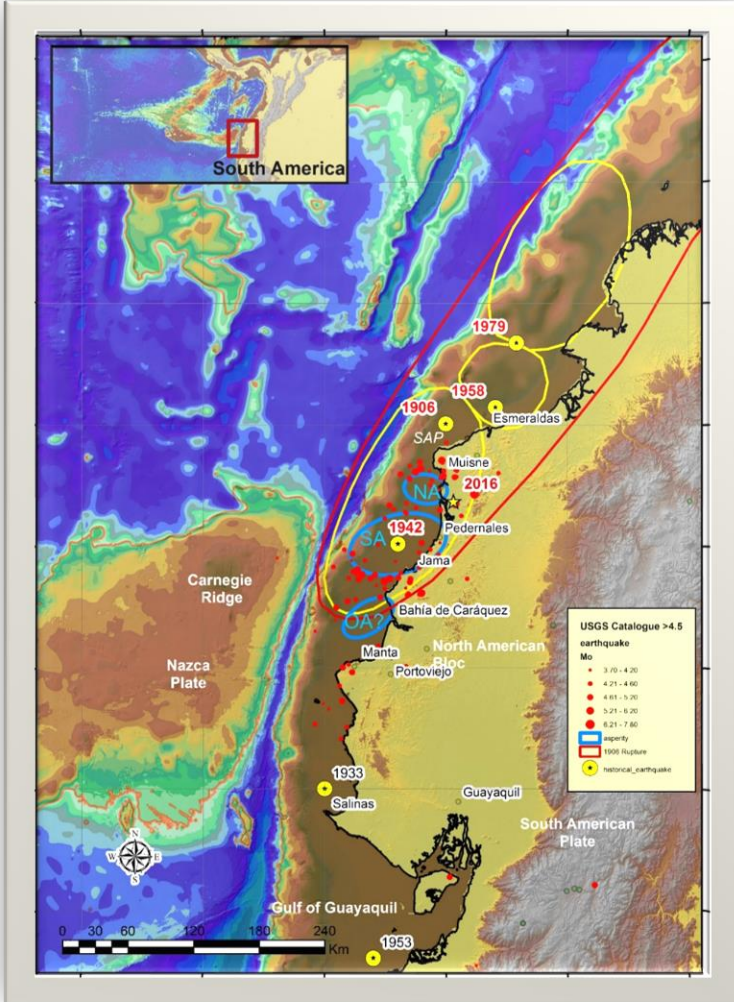 South America
1979
1958
1906
Esmeraldas
SAP
Muisne
2016
NA
1942
Pedernales
SA
Jama
Carnegie
Ridge
Bahía de Caráquez
OA?
North American
Bloc
Manta
Nazca
Plate
Portoviejo
USGS Catalogue >4.5
earthquake
Mo
3.70 - 4.20
4.21 - 4.60
4.61 - 5.20
5.21 - 6.20
6.21 - 7.80
asperity
1906 Rupture
historical_earthquake
1933
Salinas
Guayaquil
South American
Plate
N
W E
S
Gulf of Guayaquil
0 30 60 120 180 240
Km
1953